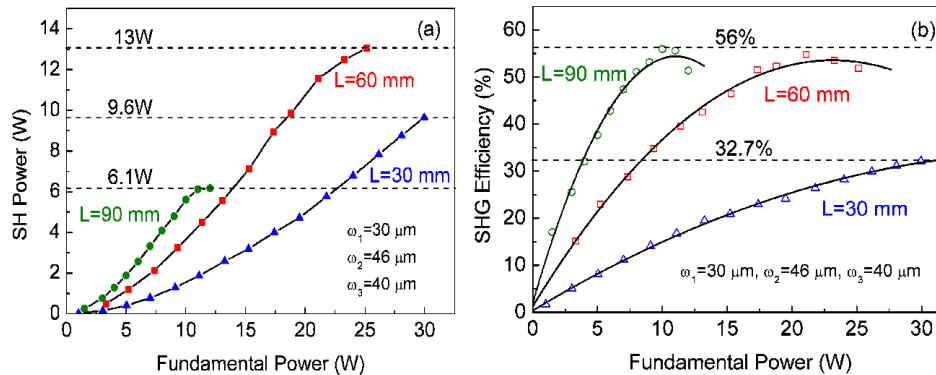 (a)
14
12
10
8
6
4
2
0
SH Power (W)
13W
9.6W
6.1W
L=60 mm
L=90 mm
L=30 mm
ω₁=30 μm
ω₂=46 μm
ω₃=40 μm
0 5 10 15 20 25 30
Fundamental Power (W)
(b)
60
50
40
30
20
10
0
SHG Efficiency (%)
56%
L=90 mm
L=60 mm
32.7%
L=30 mm
ω₁=30 μm, ω₂=46 μm, ω₃=40 μm
0 5 10 15 20 25 30
Fundamental Power (W)